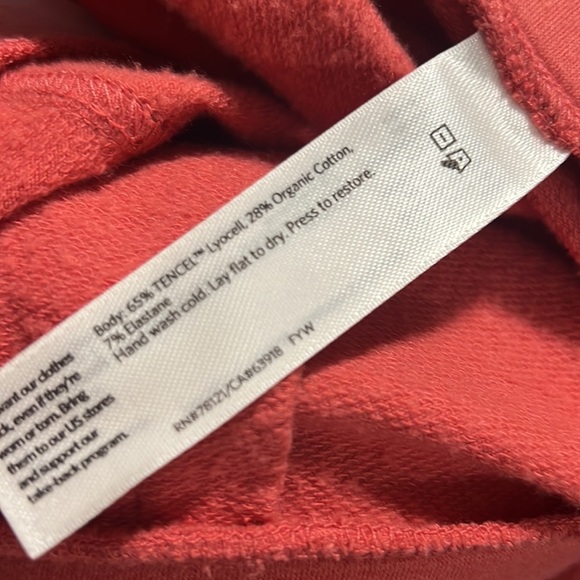 Body: 65% TENCEL™ Lyocell, 28% Organic Cotton,
7% Elastane
Hand wash cold. Lay flat to dry. Press to restore.
RN#78121/CA#63918 FYW
want our clothes
even if they're
worn or torn. Bring
them to our US stores
and support our
take-back program.